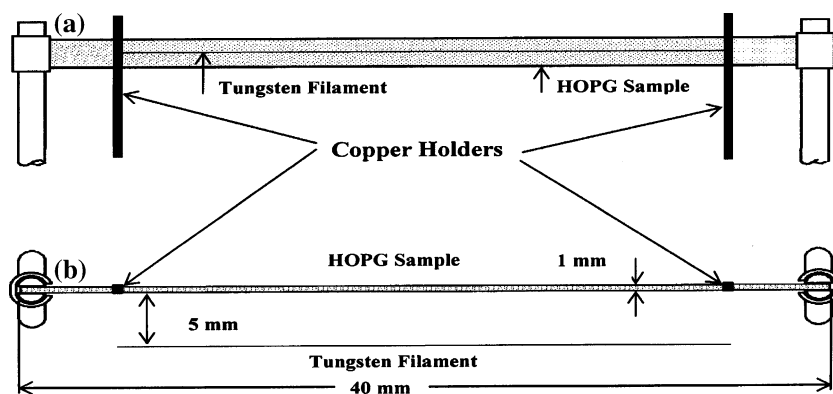 (a)
Tungsten Filament
HOPG Sample
Copper Holders
(b)
HOPG Sample
1 mm
5 mm
Tungsten Filament
40 mm